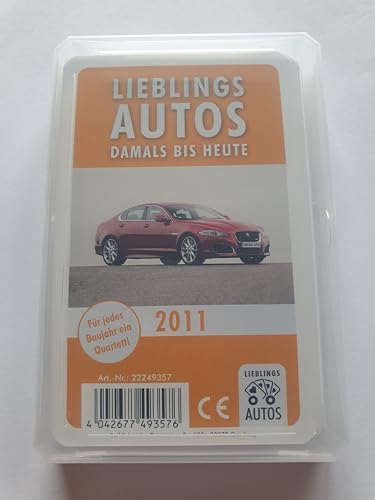 LIEBLINGS
AUTOS
DAMALS BIS HEUTE
Für jedes
Baujahr ein
Quartett!
2011
Art.-Nr.: 22249357
4 042677 493576
CE
LIEBLINGS
AUTOS